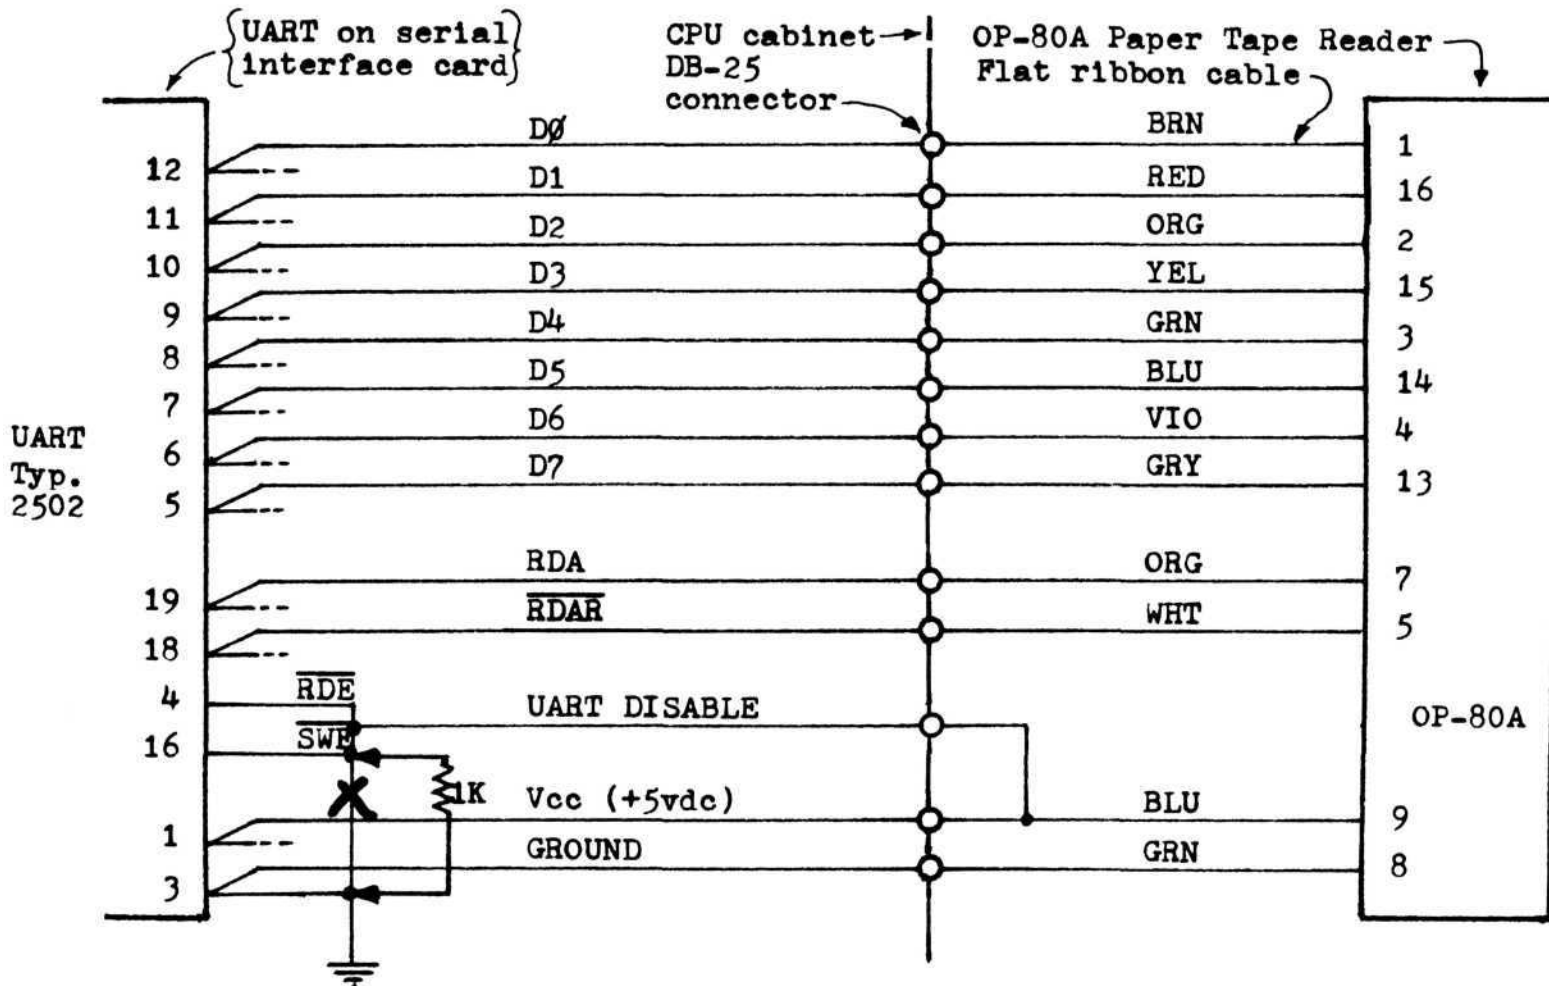 UART on serial
interface card
CPU cabinet
DB-25
connector
OP-80A Paper Tape Reader
Flat ribbon cable
UART
Typ.
2502
12
DØ
BRN
1
11
D1
RED
16
10
D2
ORG
2
9
D3
YEL
15
8
D4
GRN
3
7
D5
BLU
14
6
D6
VIO
4
5
D7
GRY
13
19
RDA
ORG
7
18
RDAR
WHT
5
4
RDE
UART DISABLE
OP-80A
16
SWE
1K
1
Vcc (+5vdc)
BLU
9
3
GROUND
GRN
8